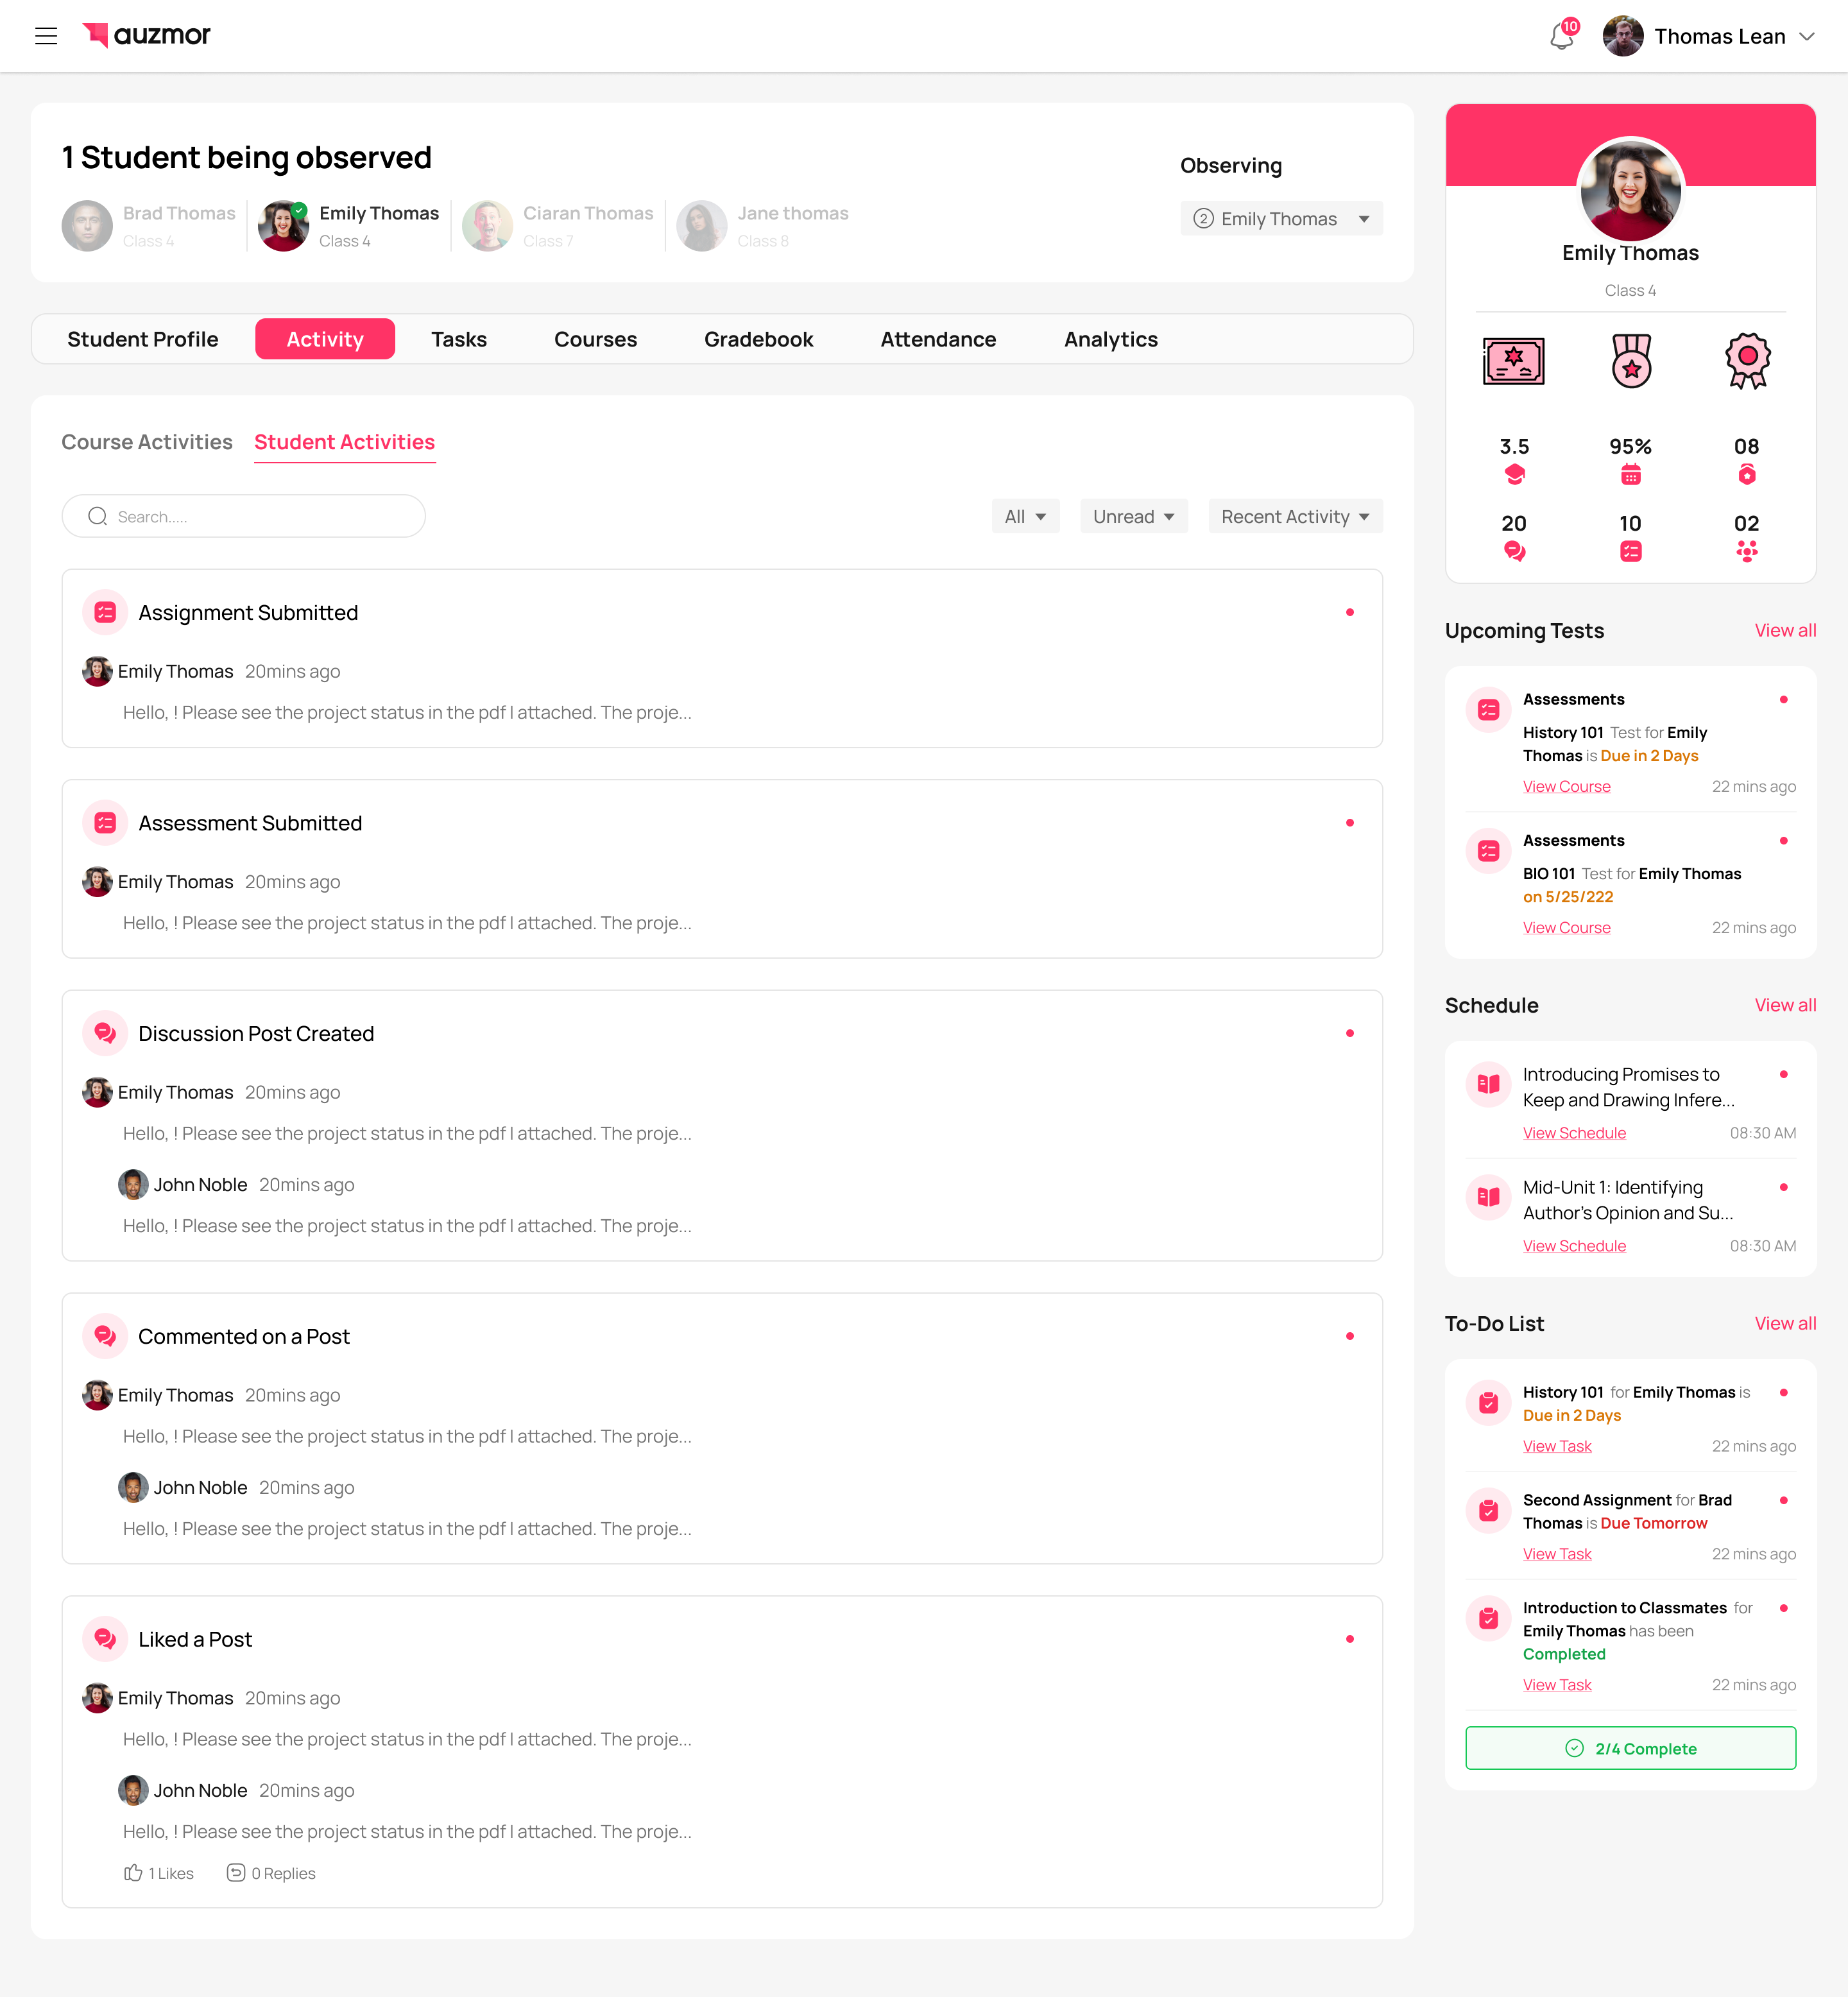 auzmor
10
Thomas Lean
1 Student being observed
Brad Thomas
Class 4
Emily Thomas
Class 4
Ciaran Thomas
Class 7
Jane thomas
Class 8
Observing
2 Emily Thomas
Student Profile
Activity
Tasks
Courses
Gradebook
Attendance
Analytics
Course Activities
Student Activities
Search.....
All
Unread
Recent Activity
Assignment Submitted
Emily Thomas 20mins ago
Hello, ! Please see the project status in the pdf I attached. The proje...
Assessment Submitted
Emily Thomas 20mins ago
Hello, ! Please see the project status in the pdf I attached. The proje...
Discussion Post Created
Emily Thomas 20mins ago
Hello, ! Please see the project status in the pdf I attached. The proje...
John Noble 20mins ago
Hello, ! Please see the project status in the pdf I attached. The proje...
Commented on a Post
Emily Thomas 20mins ago
Hello, ! Please see the project status in the pdf I attached. The proje...
John Noble 20mins ago
Hello, ! Please see the project status in the pdf I attached. The proje...
Liked a Post
Emily Thomas 20mins ago
Hello, ! Please see the project status in the pdf I attached. The proje...
John Noble 20mins ago
Hello, ! Please see the project status in the pdf I attached. The proje...
1 Likes
0 Replies
Emily Thomas
Class 4
3.5
95%
08
20
10
02
Upcoming Tests
View all
Assessments
History 101 Test for Emily
Thomas is Due in 2 Days
View Course
22 mins ago
Assessments
BIO 101 Test for Emily Thomas
on 5/25/222
View Course
22 mins ago
Schedule
View all
Introducing Promises to
Keep and Drawing Infere...
View Schedule
08:30 AM
Mid-Unit 1: Identifying
Author's Opinion and Su...
View Schedule
08:30 AM
To-Do List
View all
History 101 for Emily Thomas is
Due in 2 Days
View Task
22 mins ago
Second Assignment for Brad
Thomas is Due Tomorrow
View Task
22 mins ago
Introduction to Classmates for
Emily Thomas has been
Completed
View Task
22 mins ago
2/4 Complete